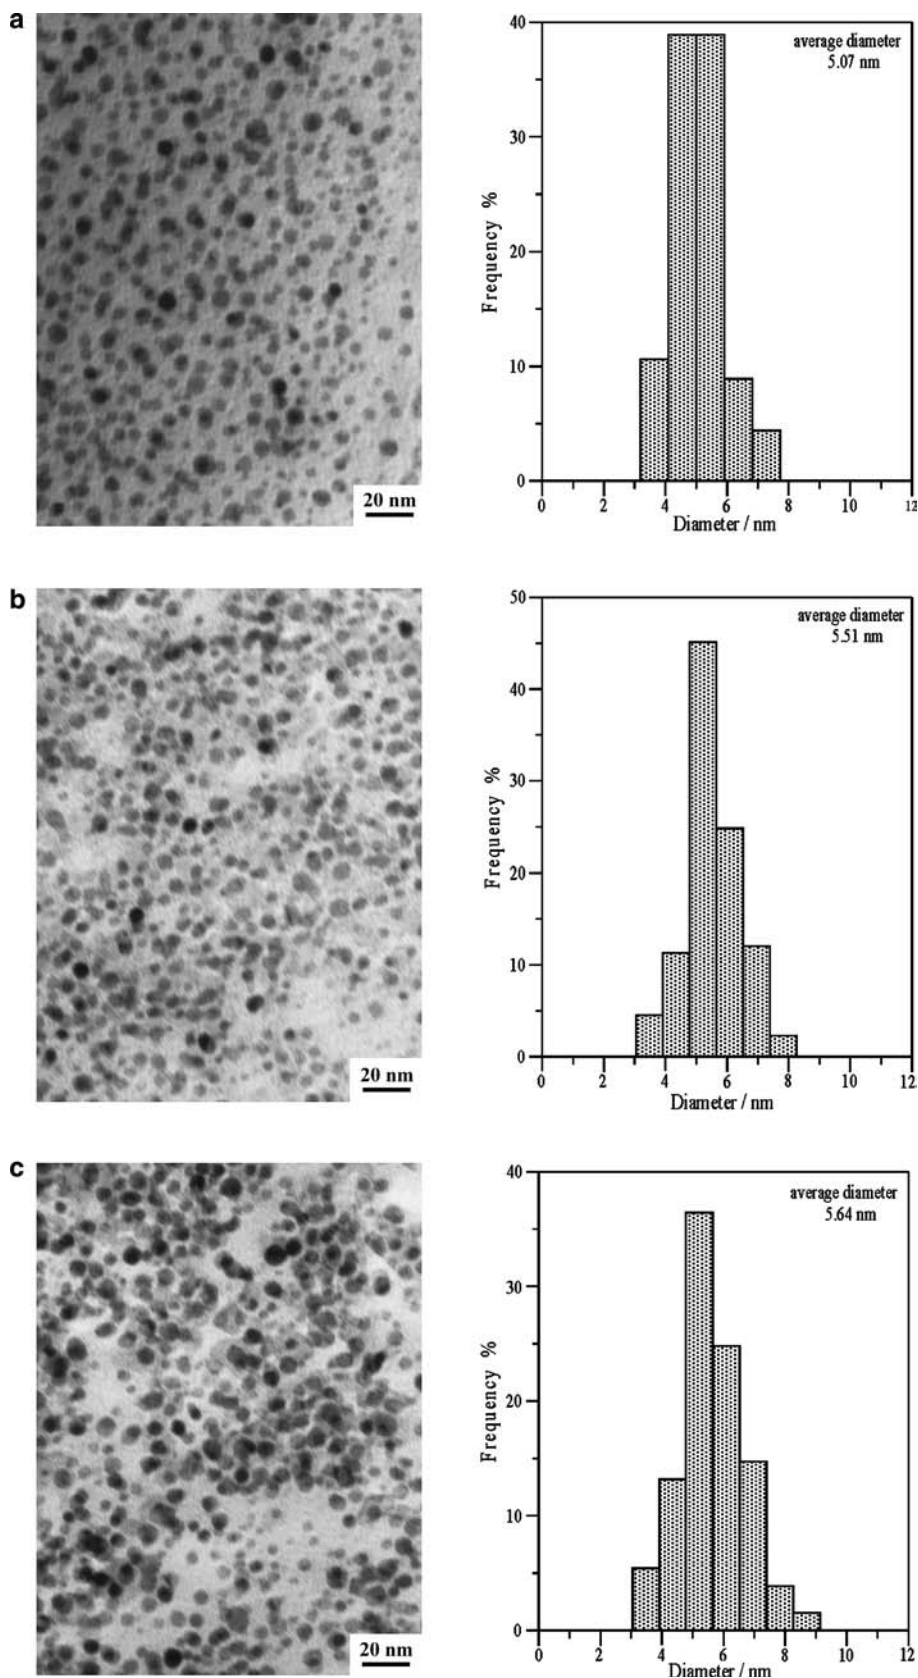 a
40
30
20
10
0
Frequency %
average diameter
5.07 nm
0 2 4 6 8 10 12
Diameter / nm
20 nm
b
50
40
30
20
10
0
Frequency %
average diameter
5.51 nm
0 2 4 6 8 10 12
Diameter / nm
20 nm
c
40
30
20
10
0
Frequency %
average diameter
5.64 nm
0 2 4 6 8 10 12
Diameter / nm
20 nm